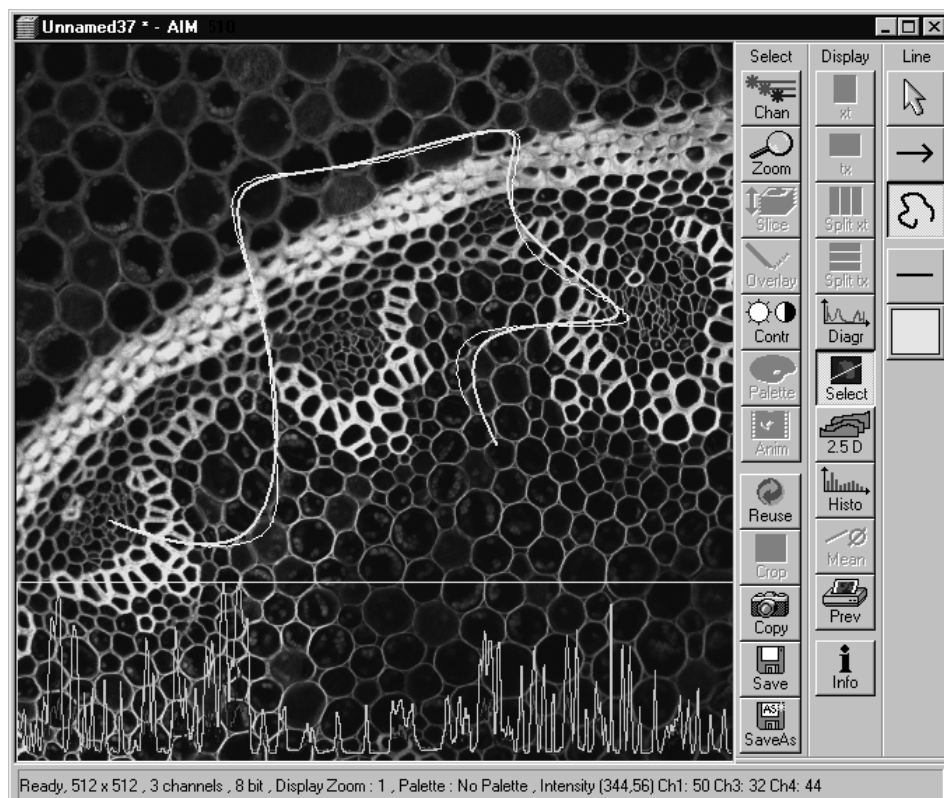 Unnamed37 * - AIM 510
Select
Chan
Zoom
Slice
Overlay
Contr
Palette
Anim
Reuse
Crop
Copy
Save
AS
SaveAs
Display
xt
tx
Split xt
Split tx
Diagr
Select
2.5 D
Histo
Mean
Prev
i
Info
Line
Ready, 512 x 512 , 3 channels , 8 bit , Display Zoom : 1 , Palette : No Palette , Intensity (344,56) Ch1: 50 Ch3: 32 Ch4: 44